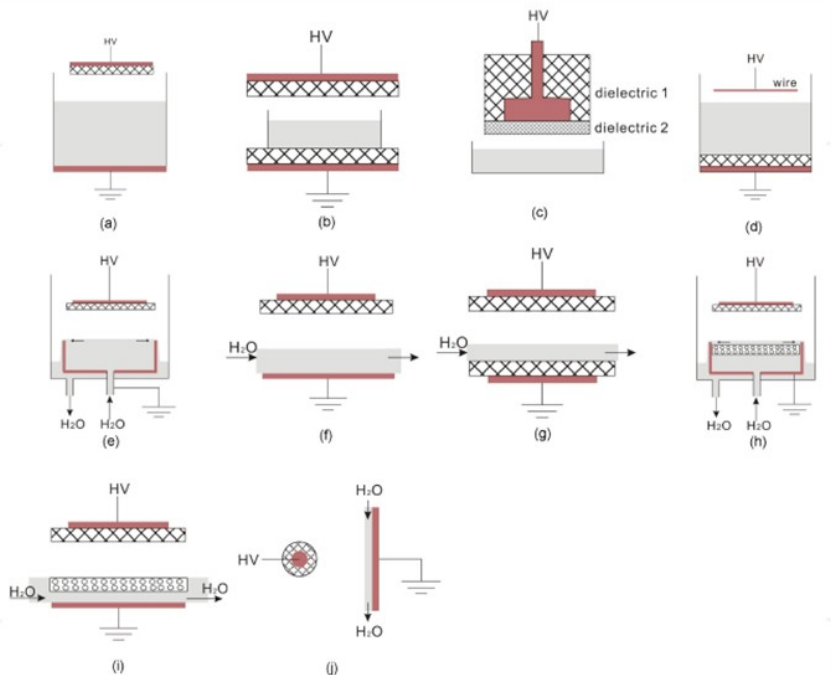 HV
(a)
HV
(b)
HV
dielectric 1
dielectric 2
(c)
HV
wire
(d)
HV
H₂O H₂O
(e)
HV
H₂O
(f)
HV
H₂O
(g)
HV
H₂O H₂O
(h)
HV
H₂O H₂O
(i)
H₂O
HV
H₂O
(j)